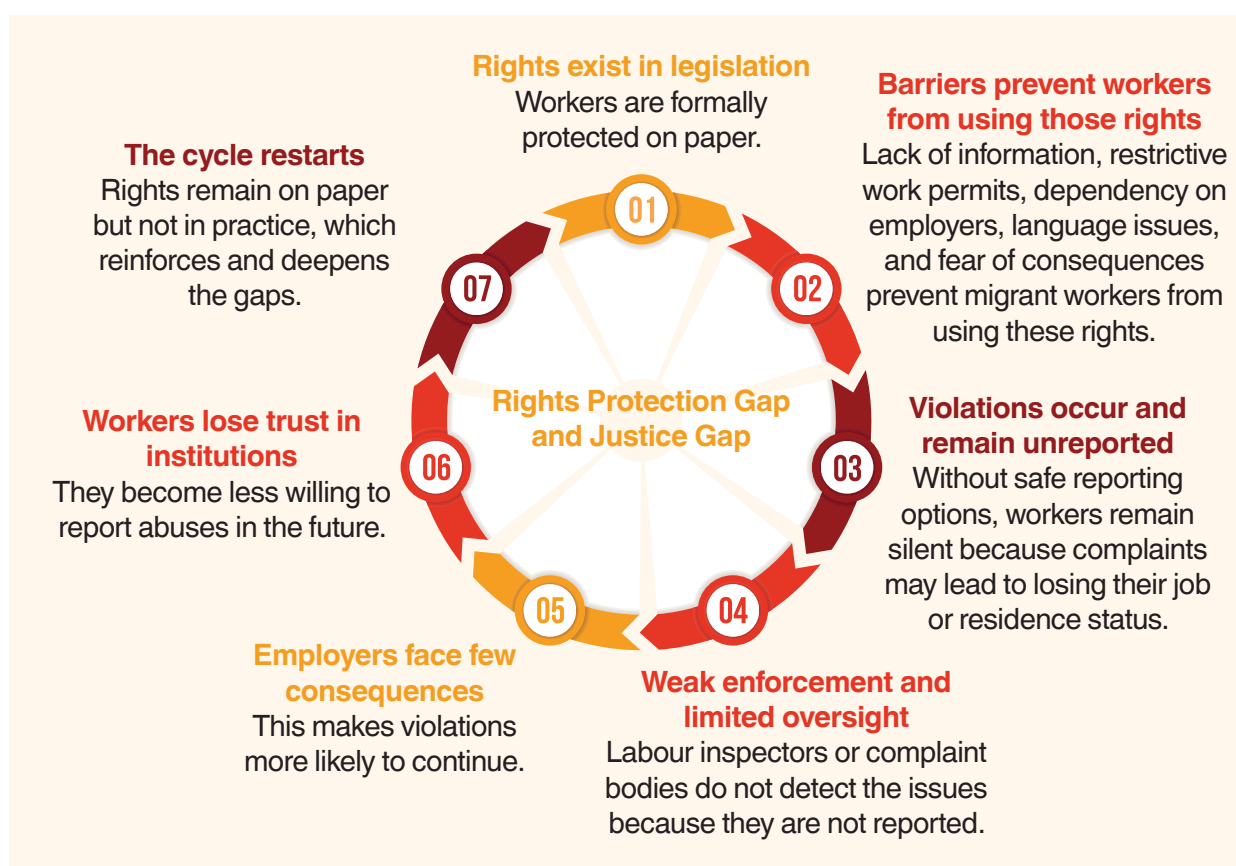 01
Rights exist in legislation
Workers are formally
protected on paper.
02
Barriers prevent workers
from using those rights
Lack of information, restrictive
work permits, dependency on
employers, language issues,
and fear of consequences
prevent migrant workers from
using these rights.
03
Violations occur and
remain unreported
Without safe reporting
options, workers remain
silent because complaints
may lead to losing their job
or residence status.
04
Weak enforcement and
limited oversight
Labour inspectors or complaint
bodies do not detect the issues
because they are not reported.
05
Employers face few
consequences
This makes violations
more likely to continue.
06
Workers lose trust in
institutions
They become less willing to
report abuses in the future.
07
The cycle restarts
Rights remain on paper
but not in practice, which
reinforces and deepens
the gaps.
Rights Protection Gap
and Justice Gap